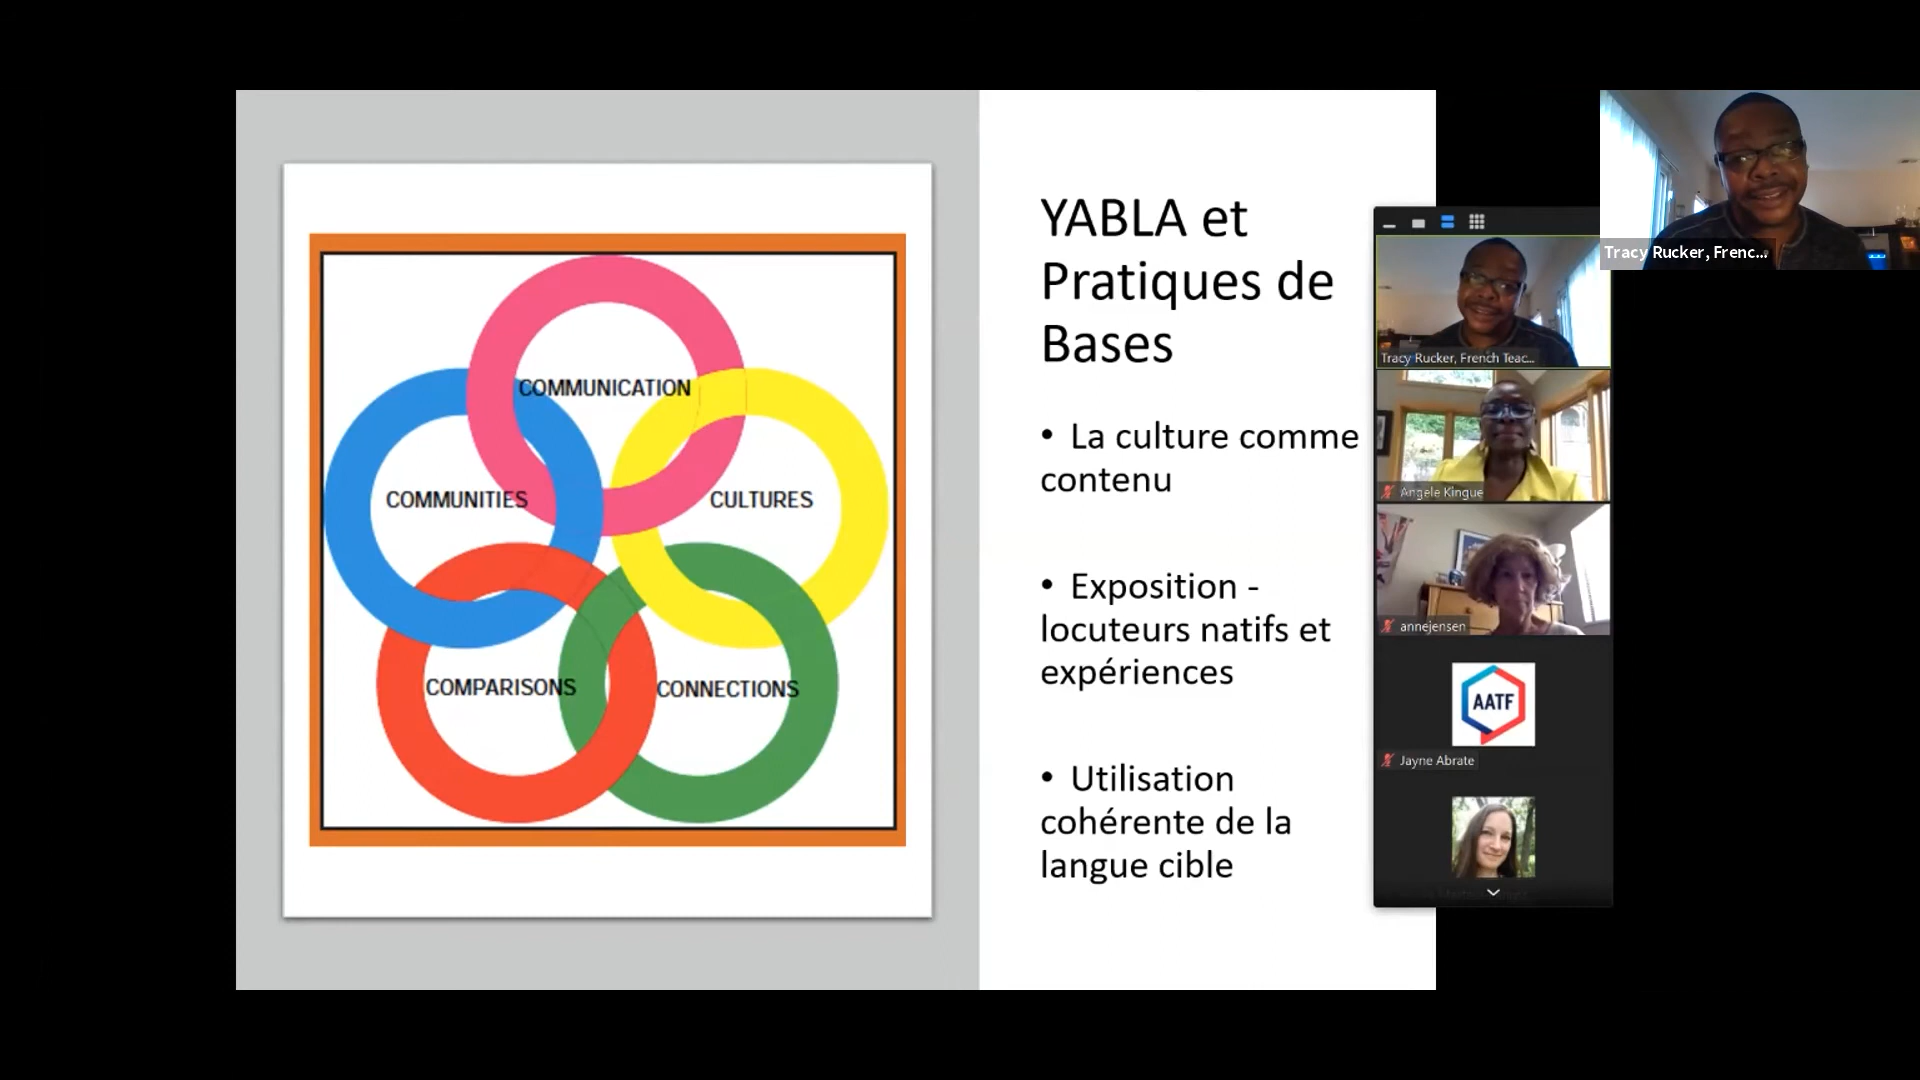 COMMUNICATION
COMMUNITIES
CULTURES
COMPARISONS
CONNECTIONS
YABLA et
Pratiques de
Bases
• La culture comme
contenu
• Exposition -
locuteurs natifs et
expériences
• Utilisation
cohérente de la
langue cible
Tracy Rucker, French Teac...
Angele Kingue
annejensen
AATF
Jayne Abrate
Tracy Rucker, Frenc...